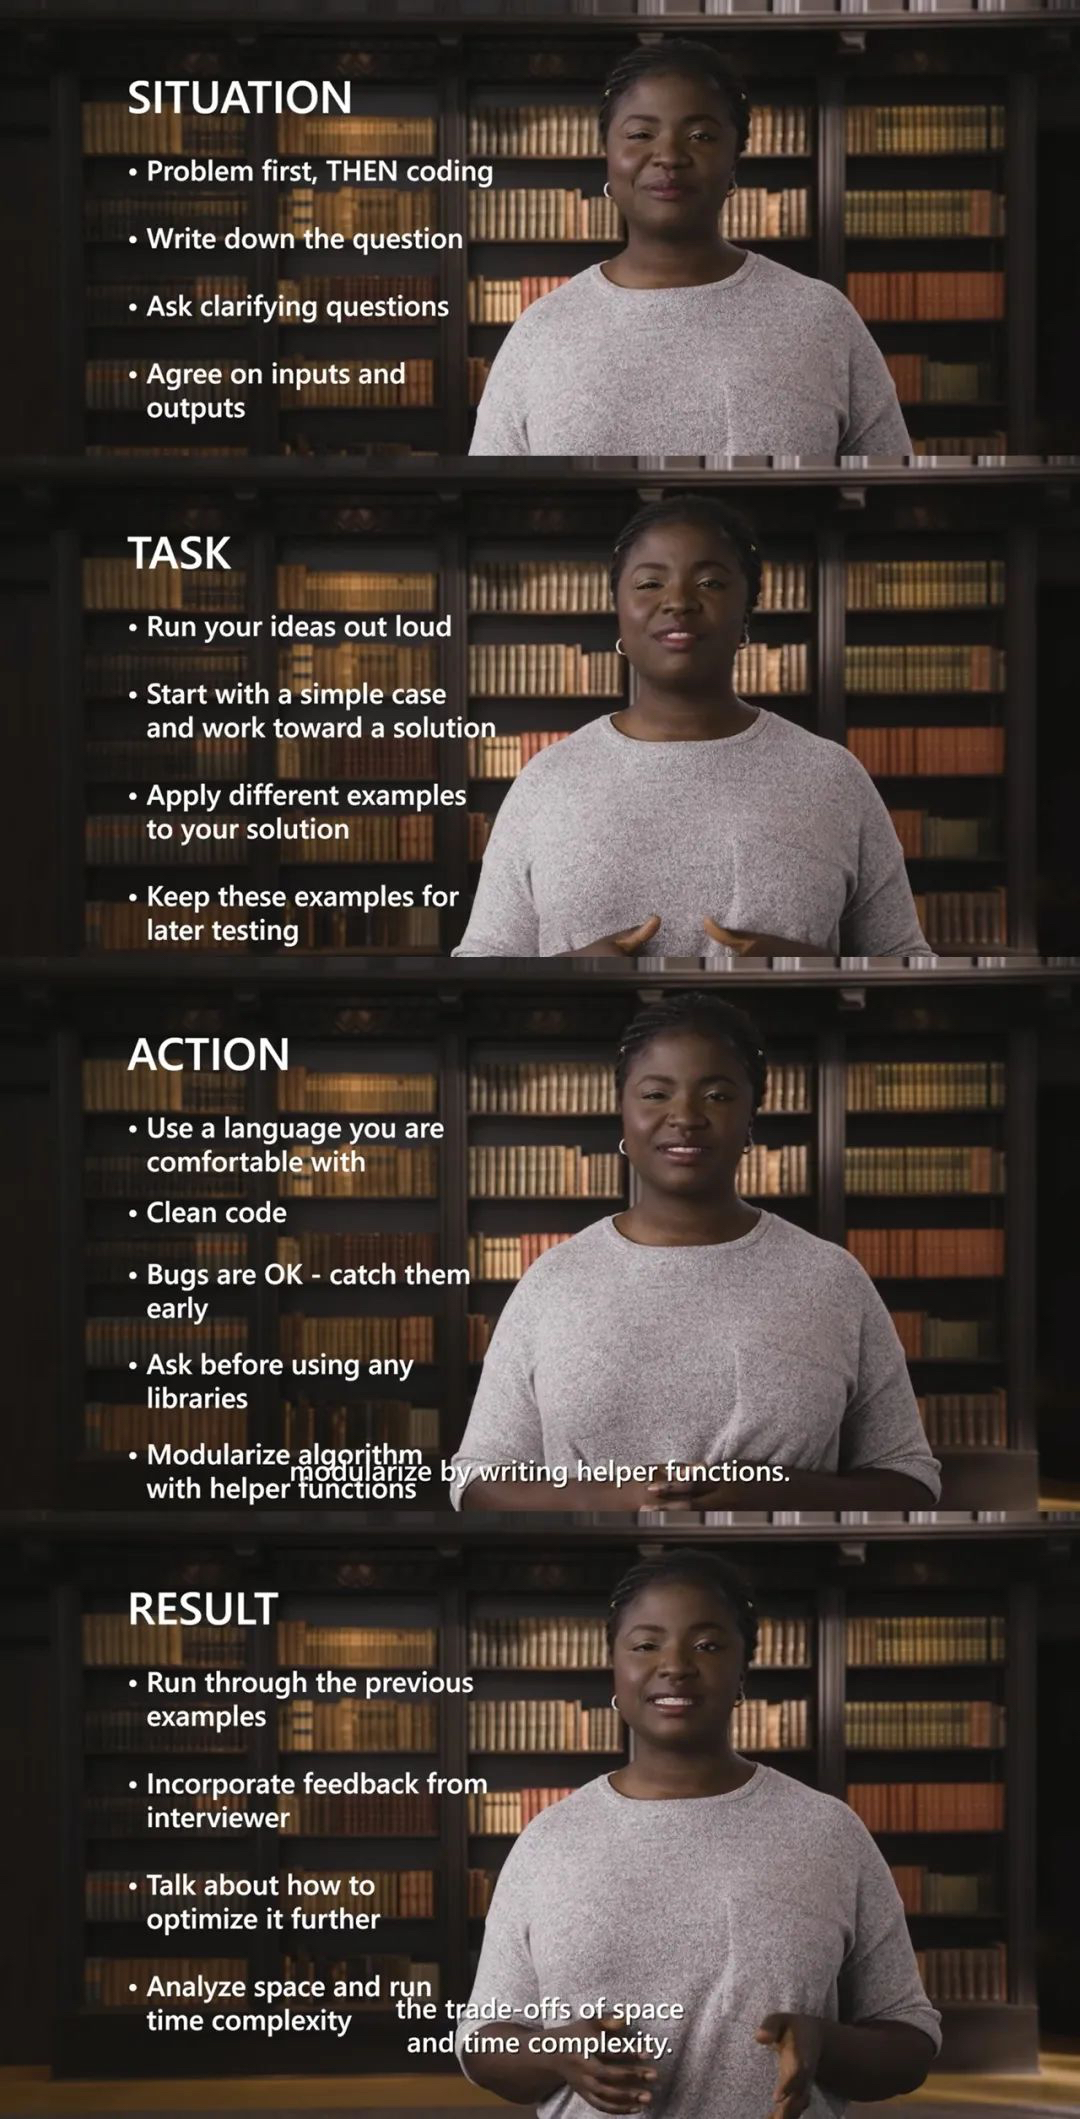 SITUATION
• Problem first, THEN coding
• Write down the question
• Ask clarifying questions
• Agree on inputs and
outputs
TASK
• Run your ideas out loud
• Start with a simple case
and work toward a solution
• Apply different examples
to your solution
• Keep these examples for
later testing
ACTION
• Use a language you are
comfortable with
• Clean code
• Bugs are OK - catch them
early
• Ask before using any
libraries
• Modularize algorithm
with helper functions
modularize by writing helper functions.
RESULT
• Run through the previous
examples
• Incorporate feedback from
interviewer
• Talk about how to
optimize it further
• Analyze space and run
time complexity
the trade-offs of space
and time complexity.